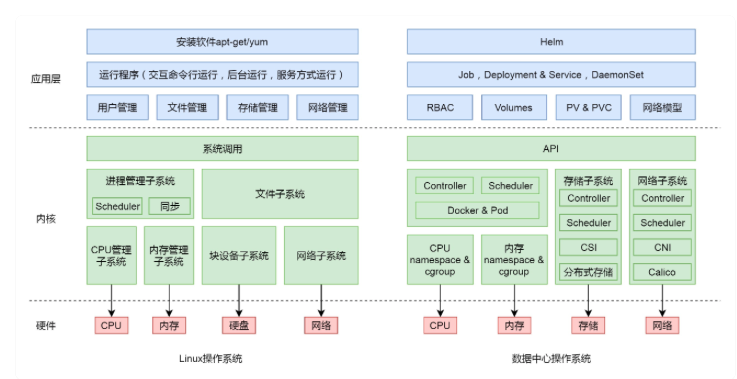 安装软件apt-get/yum
Helm
应用层
运行程序（交互命令行运行，后台运行，服务方式运行）
Job，Deployment & Service，DaemonSet
用户管理
文件管理
存储管理
网络管理
RBAC
Volumes
PV & PVC
网络模型
系统调用
API
内核
进程管理子系统
Scheduler
同步
文件子系统
Controller
Scheduler
Docker & Pod
存储子系统
Controller
Scheduler
CSI
分布式存储
网络子系统
Controller
Scheduler
CNI
Calico
CPU管理
子系统
内存管理
子系统
块设备子系统
网络子系统
CPU
namespace &
cgroup
内存
namespace &
cgroup
硬件
CPU
内存
硬盘
网络
CPU
内存
存储
网络
Linux操作系统
数据中心操作系统